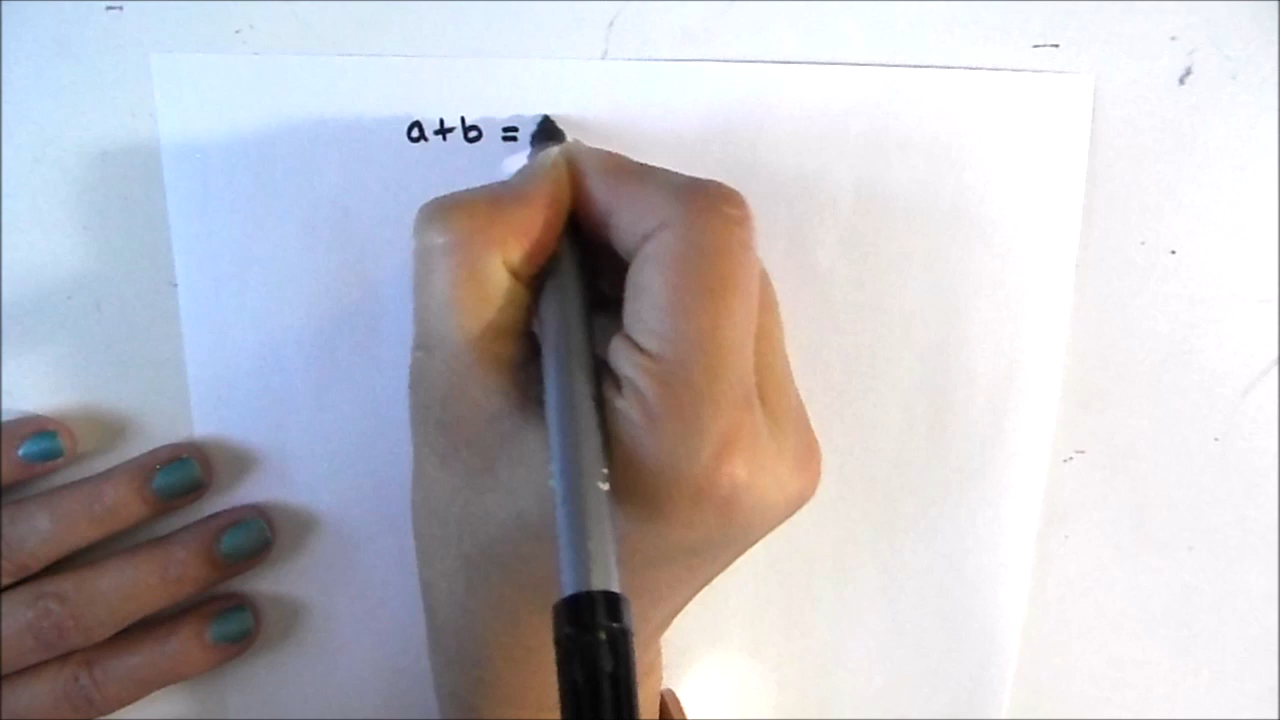 a+b =